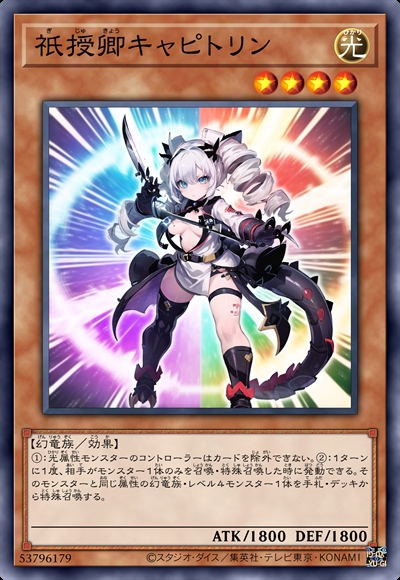 祇授卿キャピトリン
光
【幻竜族／効果】
①:光属性モンスターのコントローラーはカードを除外できない。②:1ターン
に1度、相手がモンスター1体のみを召喚・特殊召喚した時に発動できる。そ
のモンスターと同じ属性の幻竜族・レベル4モンスター1体を手札・デッキか
ら特殊召喚する。
ATK/1800 DEF/1800
53796179
©スタジオ・ダイス／集英社・テレビ東京・KONAMI